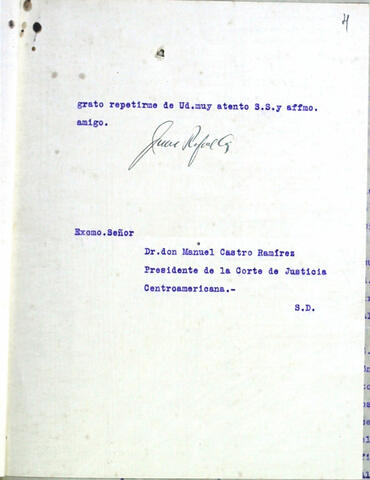 4
grato repetirme de Ud.muy atento S.S.y affmo.
amigo.
Excmo.Señor
Dr.don Manuel Castro Ramírez
Presidente de la Corte de Justicia
Centroamericana.-
S.D.